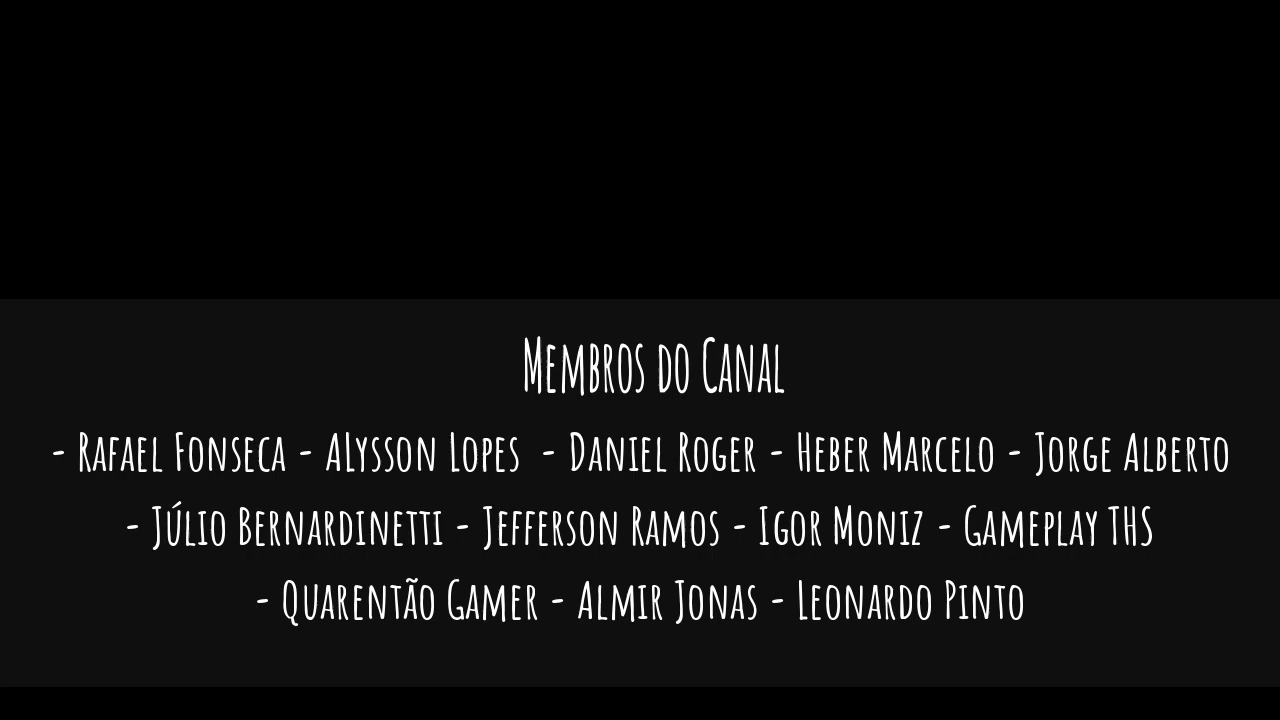 Membros do Canal
- Rafael Fonseca - Alysson Lopes - Daniel Roger - Heber Marcelo - Jorge Alberto
- Júlio Bernardinetti - Jefferson Ramos - Igor Moniz - Gameplay THS
- Quarentão Gamer - Almir Jonas - Leonardo Pinto